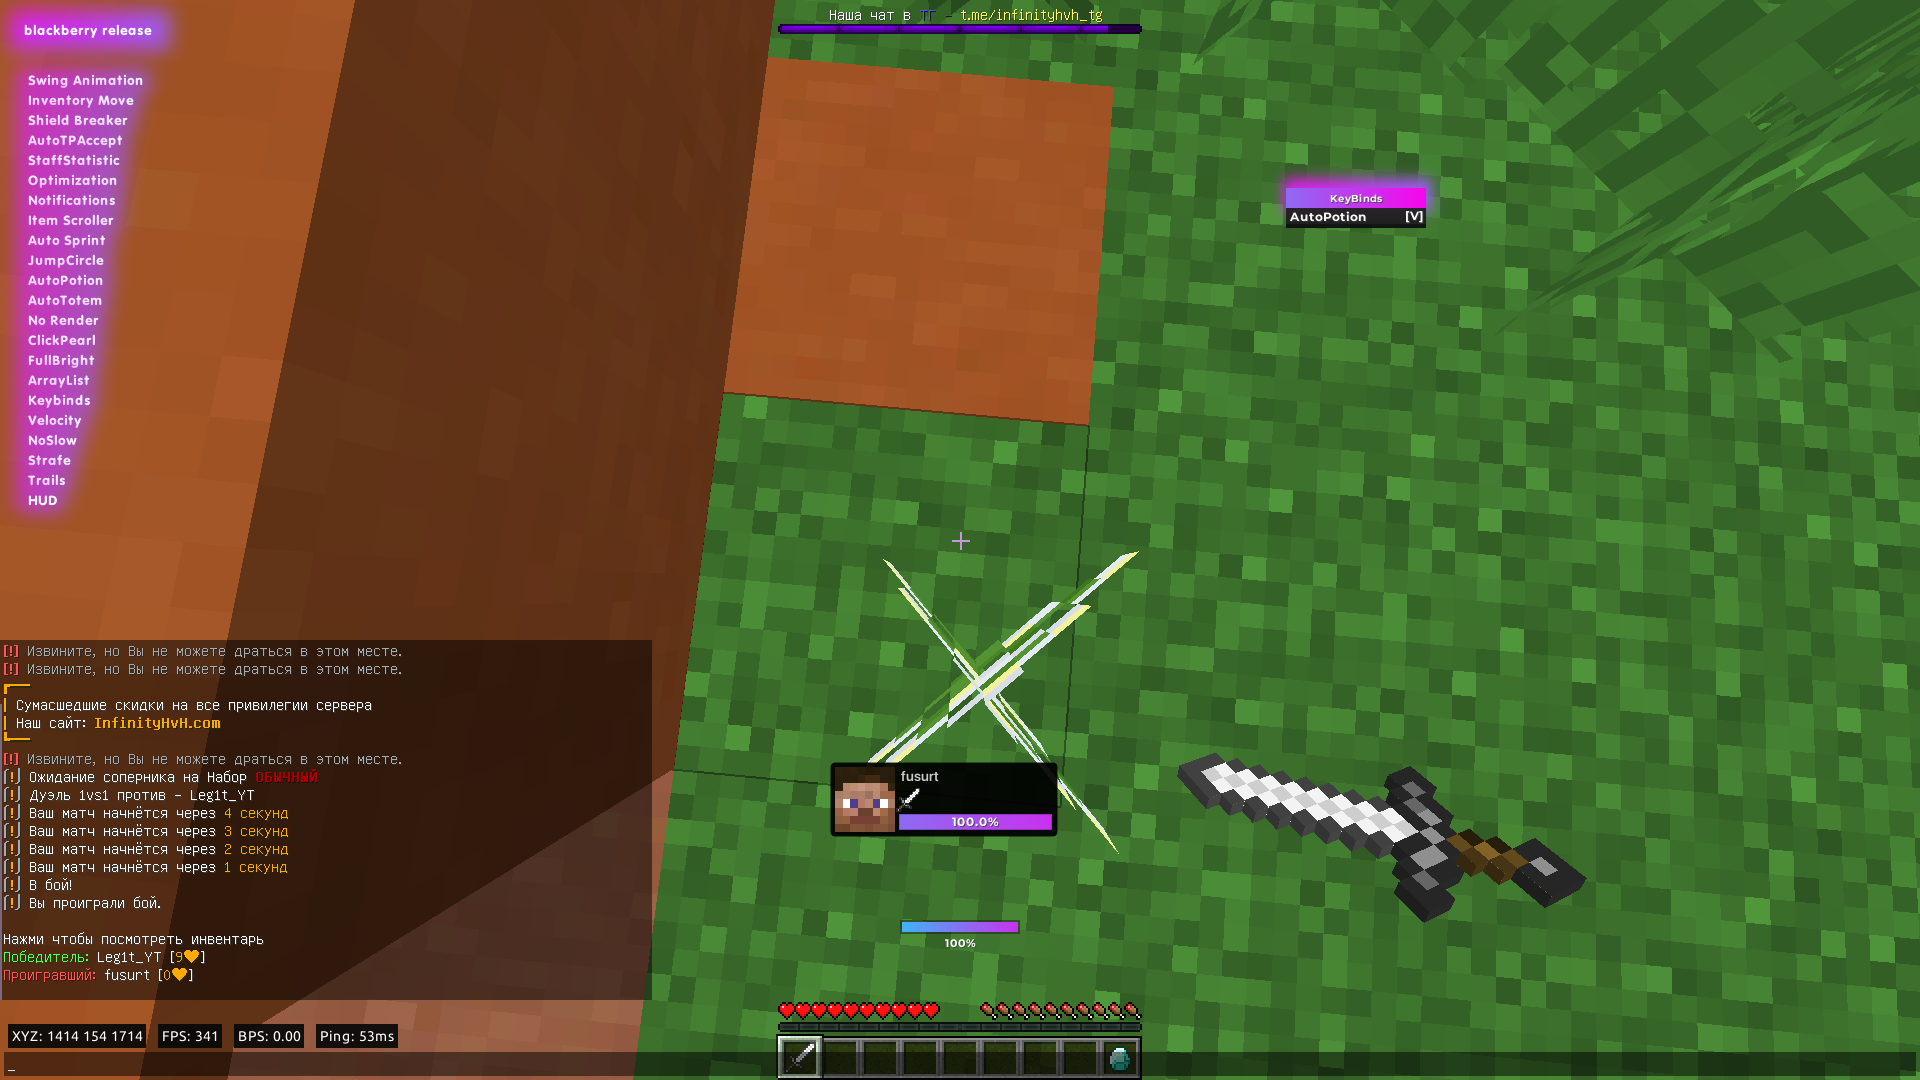 Наша чат в ТГ - t.me/infinityhvh_tg
blackberry release
Swing Animation
Inventory Move
Shield Breaker
AutoTPAccept
StaffStatistic
Optimization
Notifications
Item Scroller
Auto Sprint
JumpCircle
AutoPotion
AutoTotem
No Render
ClickPearl
FullBright
ArrayList
Keybinds
Velocity
NoSlow
Strafe
Trails
HUD
KeyBinds
AutoPotion [V]
[!] Извините, но Вы не можете драться в этом месте.
[!] Извините, но Вы не можете драться в этом месте.
Сумасшедшие скидки на все привилегии сервера
Наш сайт: InfinityHvH.com
[!] Извините, но Вы не можете драться в этом месте.
[!] Ожидание соперника на Набор ОБЫЧНЫЙ
[!] Дуэль 1vs1 против - Leg1t_YT
[!] Ваш матч начнётся через 4 секунд
[!] Ваш матч начнётся через 3 секунд
[!] Ваш матч начнётся через 2 секунд
[!] Ваш матч начнётся через 1 секунд
[!] В бой!
[!] Вы проиграли бой.
Нажми чтобы посмотреть инвентарь
Победитель: Leg1t_YT [9🧡]
Проигравший: fusurt [0🧡]
fusurt
100.0%
100%
XYZ: 1414 154 1714 FPS: 341 BPS: 0.00 Ping: 53ms
_